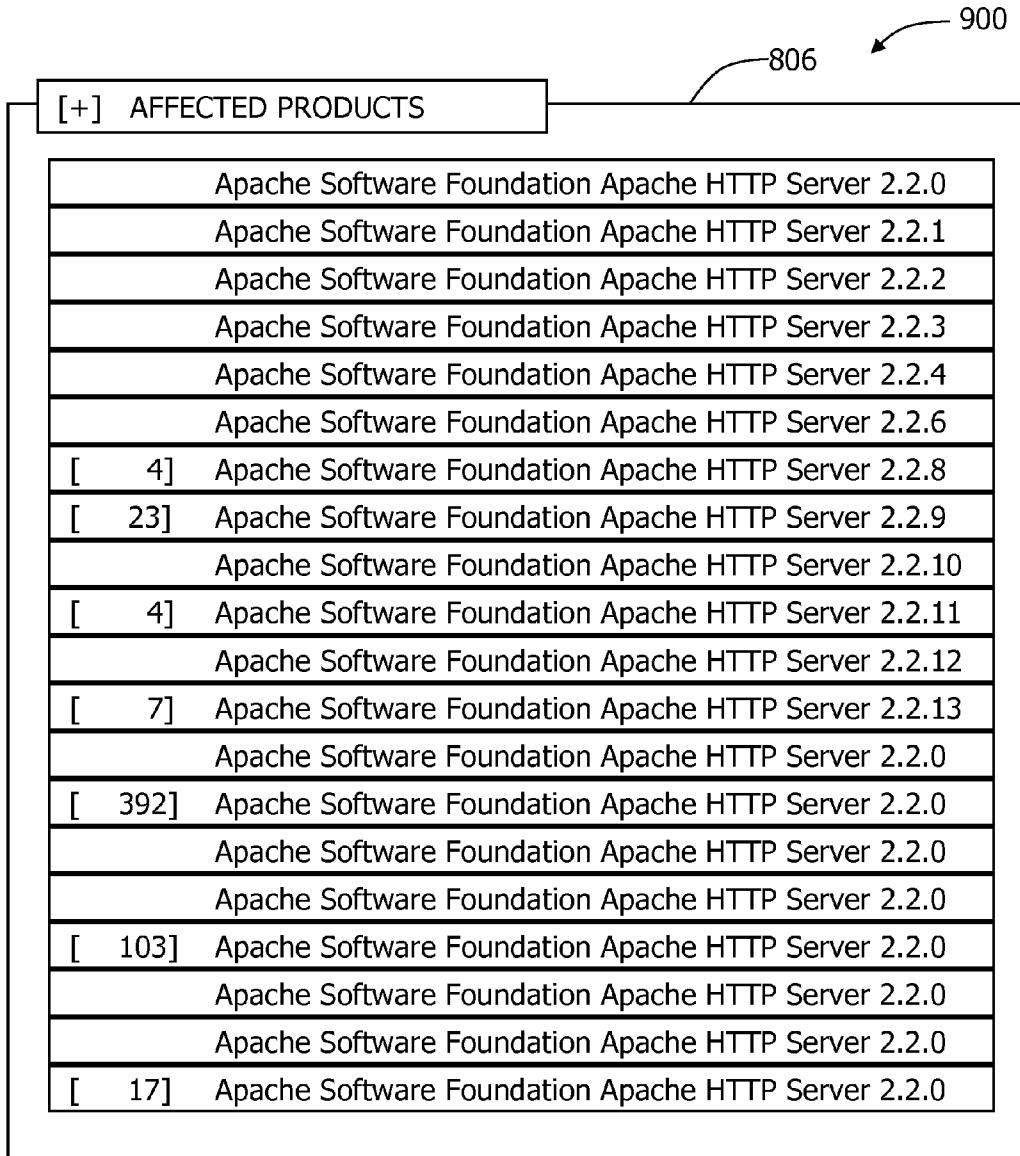 900
806
[+] AFFECTED PRODUCTS
Apache Software Foundation Apache HTTP Server 2.2.0
Apache Software Foundation Apache HTTP Server 2.2.1
Apache Software Foundation Apache HTTP Server 2.2.2
Apache Software Foundation Apache HTTP Server 2.2.3
Apache Software Foundation Apache HTTP Server 2.2.4
Apache Software Foundation Apache HTTP Server 2.2.6
[ 4] Apache Software Foundation Apache HTTP Server 2.2.8
[ 23] Apache Software Foundation Apache HTTP Server 2.2.9
Apache Software Foundation Apache HTTP Server 2.2.10
[ 4] Apache Software Foundation Apache HTTP Server 2.2.11
Apache Software Foundation Apache HTTP Server 2.2.12
[ 7] Apache Software Foundation Apache HTTP Server 2.2.13
Apache Software Foundation Apache HTTP Server 2.2.0
[ 392] Apache Software Foundation Apache HTTP Server 2.2.0
Apache Software Foundation Apache HTTP Server 2.2.0
Apache Software Foundation Apache HTTP Server 2.2.0
[ 103] Apache Software Foundation Apache HTTP Server 2.2.0
Apache Software Foundation Apache HTTP Server 2.2.0
Apache Software Foundation Apache HTTP Server 2.2.0
[ 17] Apache Software Foundation Apache HTTP Server 2.2.0